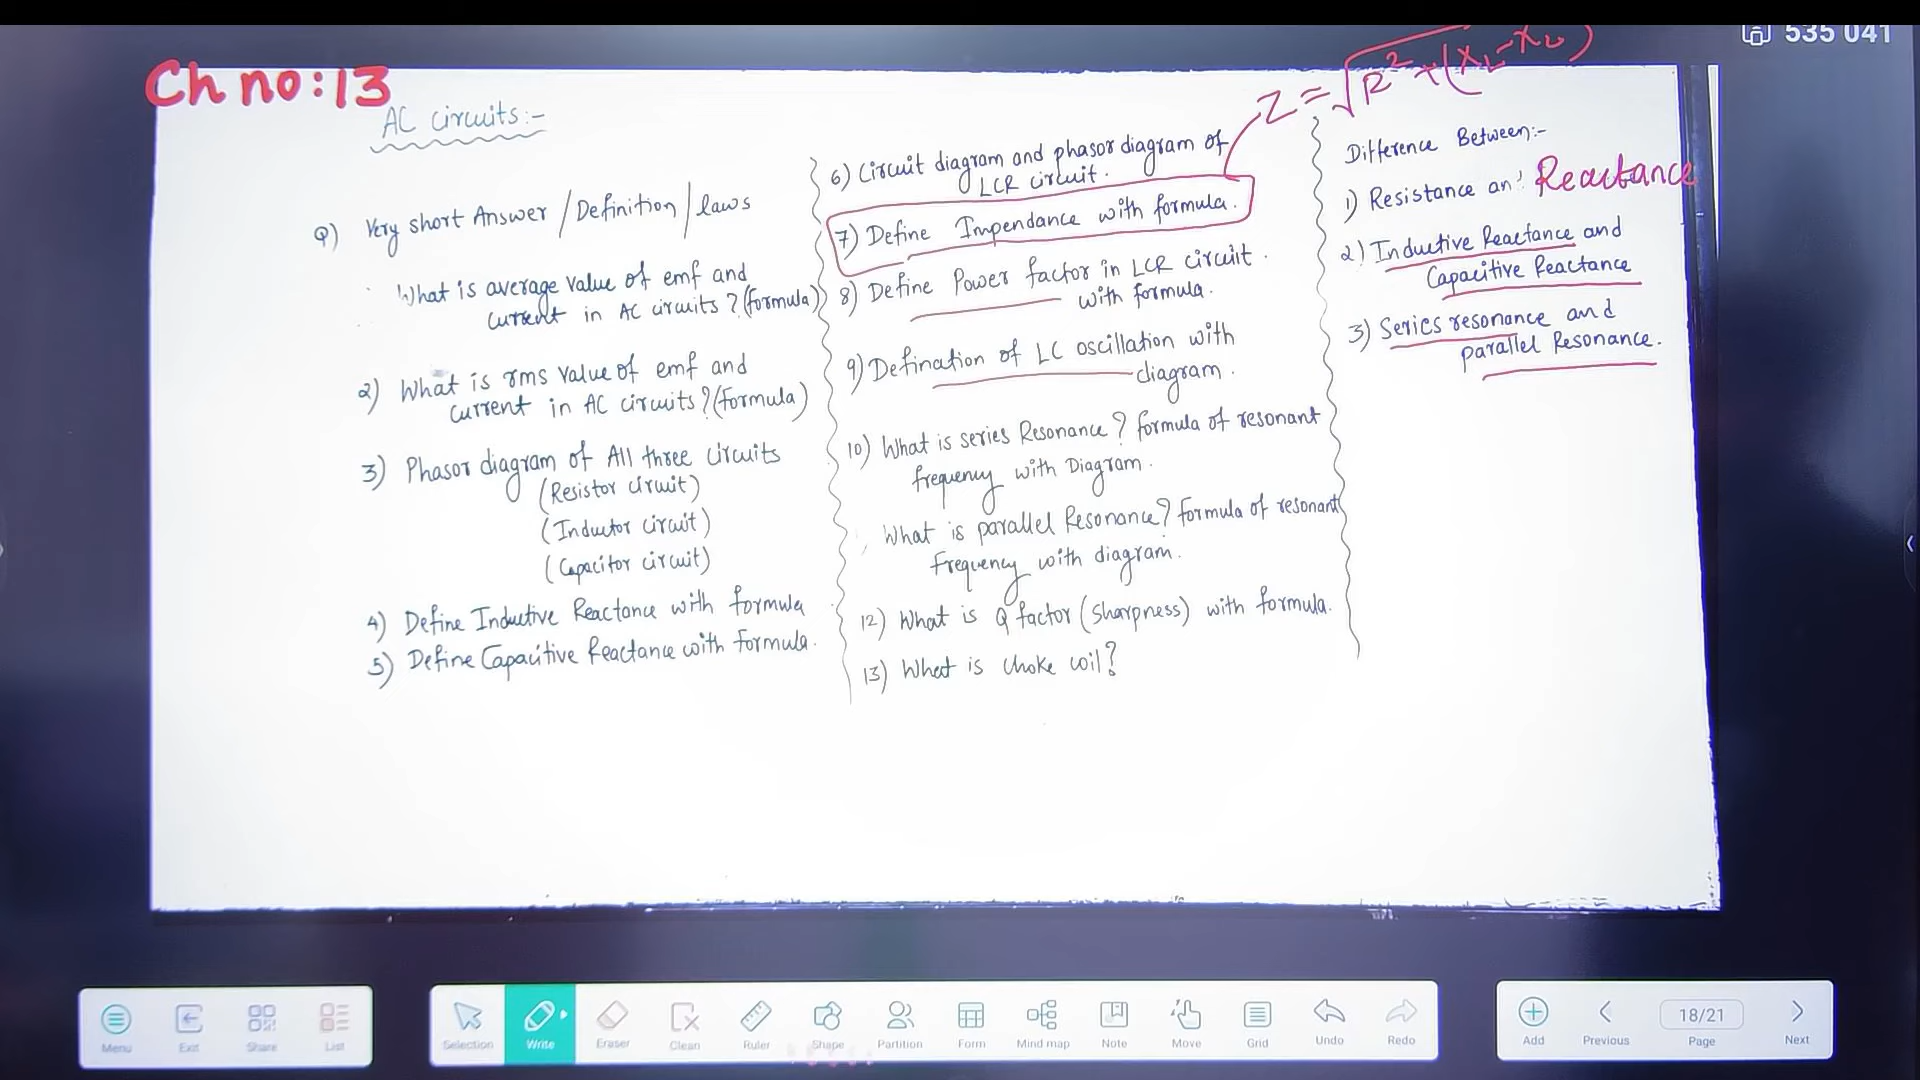 535 041
Ch no:13
AC circuits:-
Q) Very short Answer / Definition / laws
What is average value of emf and
current in AC circuits ? (formula)
2) What is rms value of emf and
current in AC circuits ? (formula)
3) Phasor diagram of All three circuits
(Resistor circuit)
(Inductor circuit)
(Capacitor circuit)
4) Define Inductive Reactance with formula
5) Define Capacitive Reactance with formula.
6) Circuit diagram and phasor diagram of
LCR circuit.
7) Define Impendance with formula.
8) Define Power factor in LCR circuit.
with formula.
9) Defination of LC oscillation with
diagram.
10) What is series Resonance ? formula of resonant
frequency with Diagram.
What is parallel Resonance? formula of resonant
frequency with diagram.
12) What is Q factor (sharpness) with formula.
13) What is choke coil?
Z = √R² + (XL - XL)
Difference Between:-
1) Resistance an Reactance
2) Inductive Reactance and
Capacitive Reactance
3) Series resonance and
parallel Resonance.
Menu
Exit
Share
List
Selection
Write
Eraser
Clean
Ruler
Shape
Partition
Form
Mind map
Note
Move
Grid
Undo
Redo
Add
Previous
18/21
Page
Next